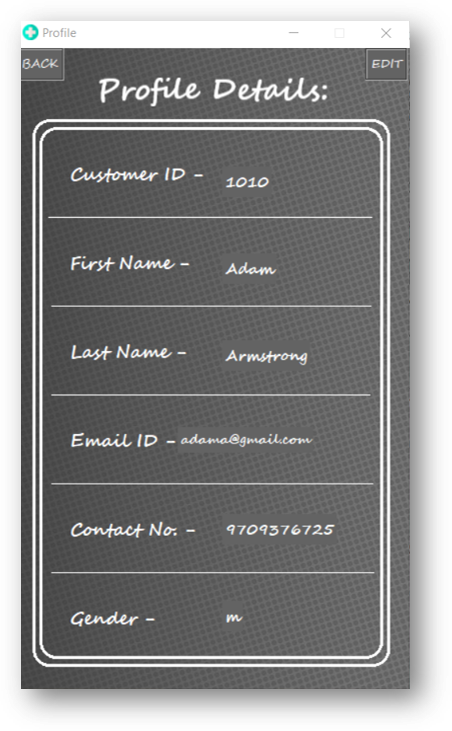 Profile
BACK
EDIT
Profile Details:
Customer ID - 1010
First Name - Adam
Last Name - Armstrong
Email ID - adama@gmail.com
Contact No. - 9709376725
Gender - m